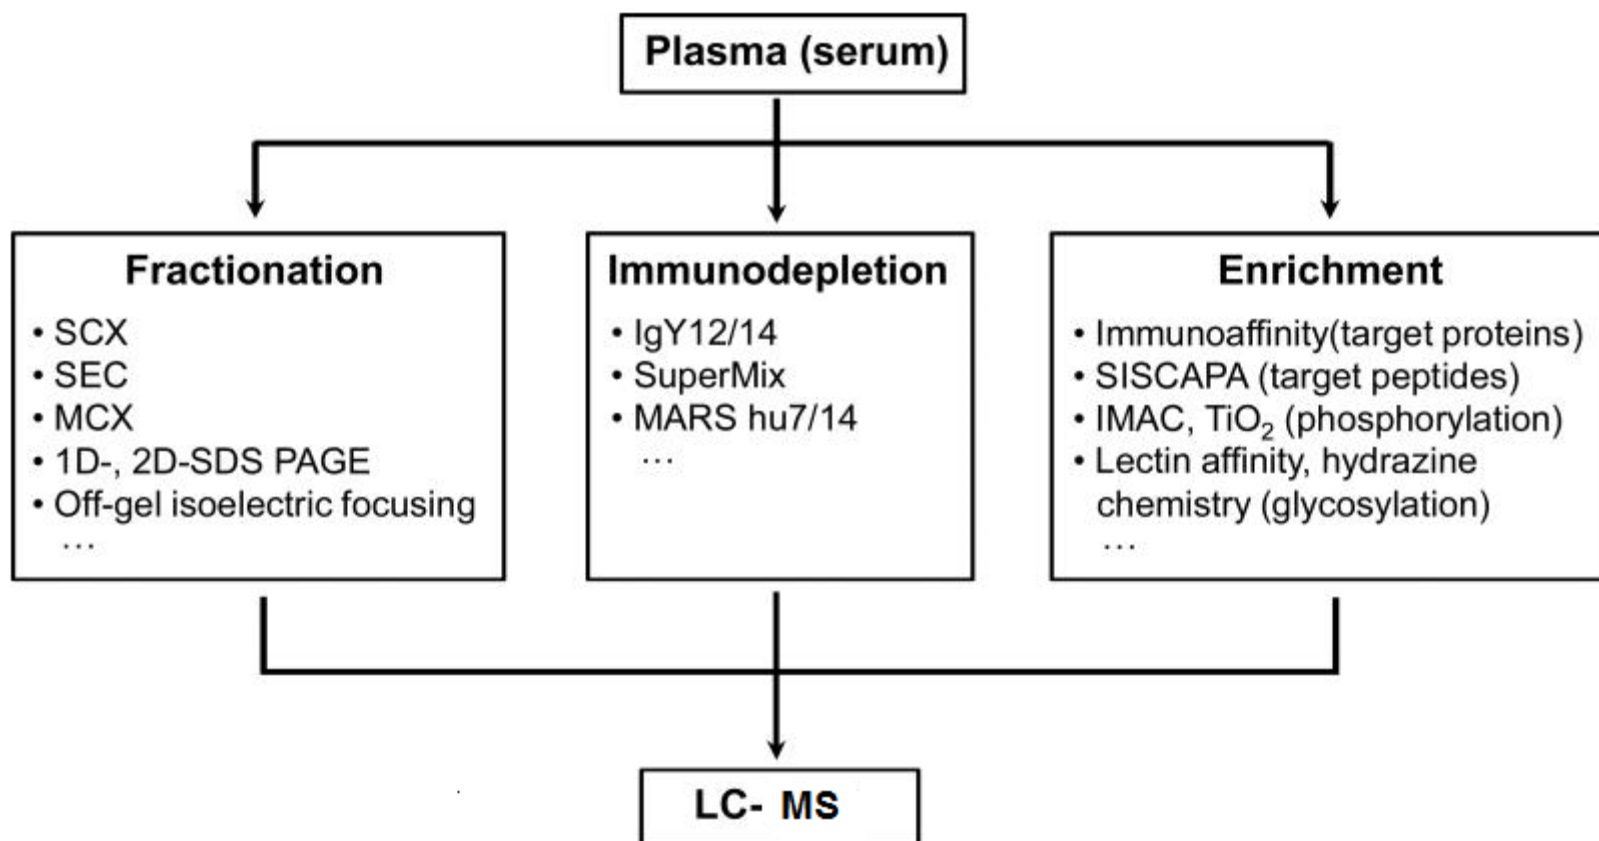 Plasma (serum)
Fractionation
• SCX
• SEC
• MCX
• 1D-, 2D-SDS PAGE
• Off-gel isoelectric focusing
…
Immunodepletion
• IgY12/14
• SuperMix
• MARS hu7/14
…
Enrichment
• Immunoaffinity(target proteins)
• SISCAPA (target peptides)
• IMAC, TiO₂ (phosphorylation)
• Lectin affinity, hydrazine
chemistry (glycosylation)
…
LC- MS